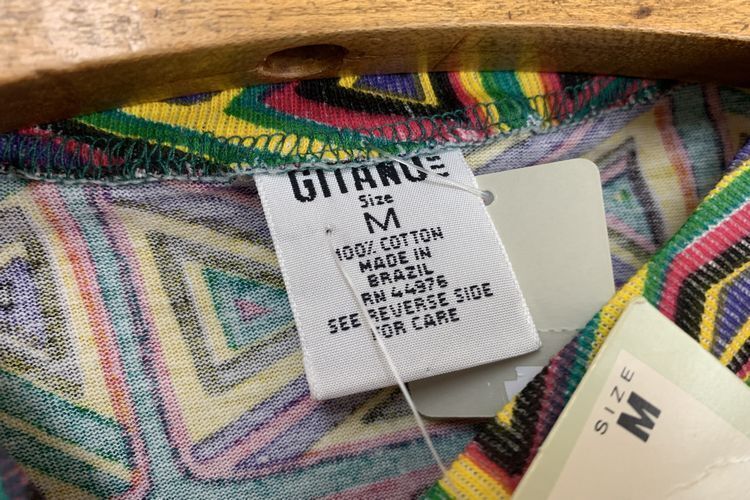 GITANO
Size
M
100% COTTON
MADE IN
BRAZIL
RN 44976
SEE REVERSE SIDE
FOR CARE
SIZE
M